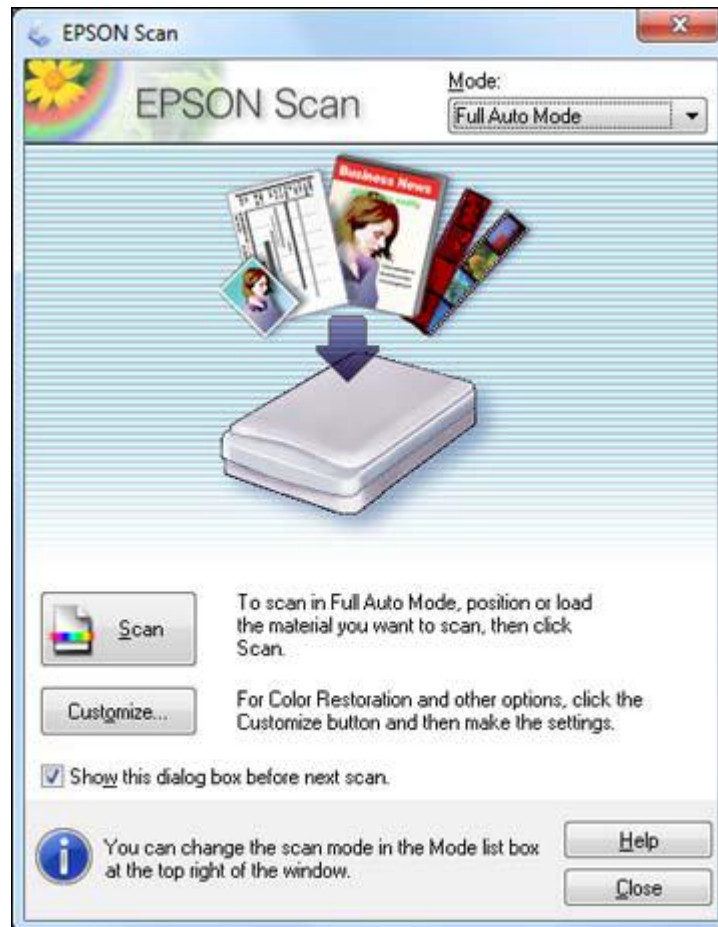 EPSON Scan
EPSON Scan
Mode:
Full Auto Mode
Business News
Scan
To scan in Full Auto Mode, position or load
the material you want to scan, then click
Scan.
Customize...
For Color Restoration and other options, click the
Customize button and then make the settings.
Show this dialog box before next scan.
You can change the scan mode in the Mode list box
at the top right of the window.
Help
Close